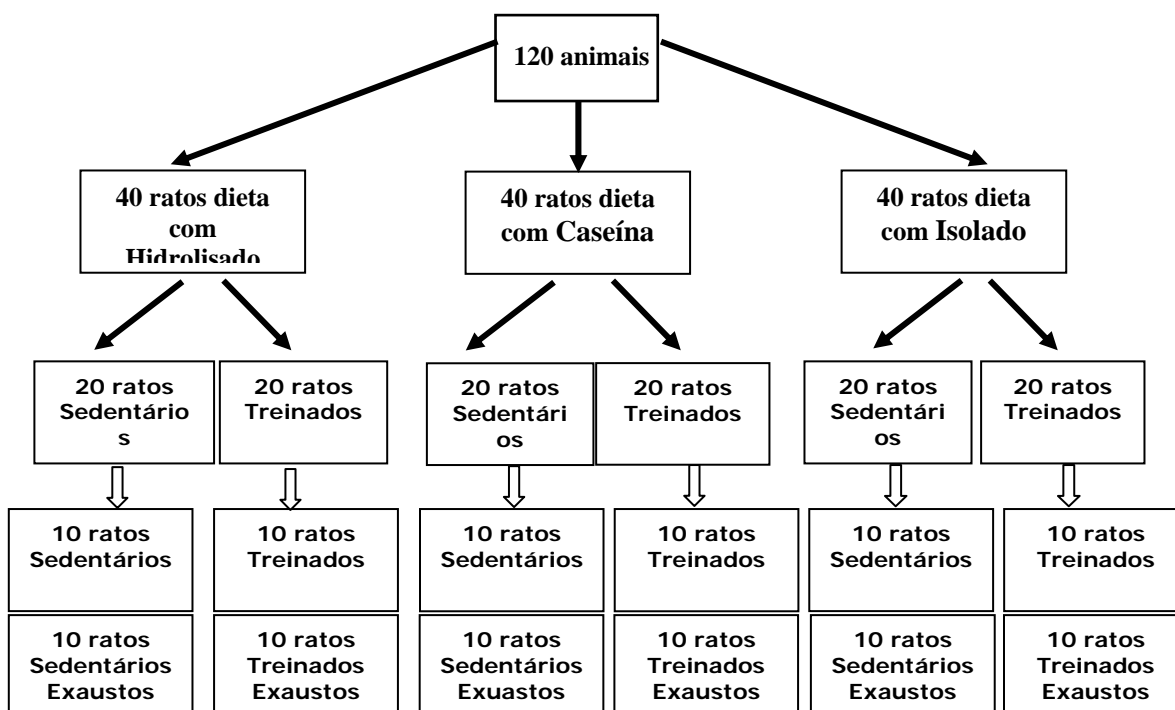 120 animais
40 ratos dieta
com
Hidrolisado
40 ratos dieta
com Caseína
40 ratos dieta
com Isolado
20 ratos
Sedentário
s
20 ratos
Treinados
20 ratos
Sedentári
os
20 ratos
Treinados
20 ratos
Sedentári
os
20 ratos
Treinados
10 ratos
Sedentários
10 ratos
Treinados
10 ratos
Sedentários
10 ratos
Treinados
10 ratos
Sedentários
10 ratos
Treinados
10 ratos
Sedentários
Exaustos
10 ratos
Treinados
Exaustos
10 ratos
Sedentários
Exuastos
10 ratos
Treinados
Exaustos
10 ratos
Sedentários
Exaustos
10 ratos
Treinados
Exaustos